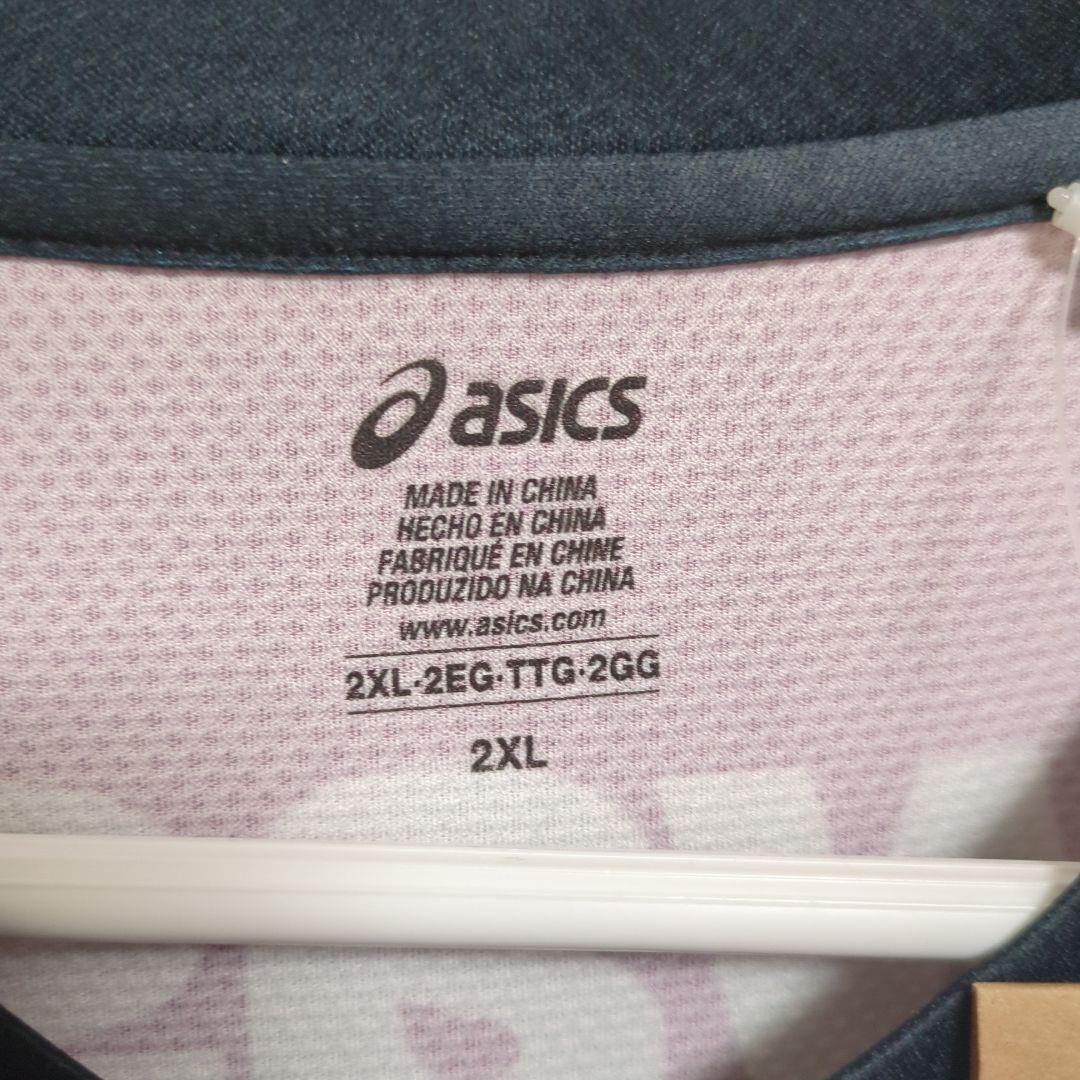 asics
MADE IN CHINA
HECHO EN CHINA
FABRIQUÉ EN CHINE
PRODUZIDO NA CHINA
www.asics.com
2XL·2EG·TTG·2GG
2XL